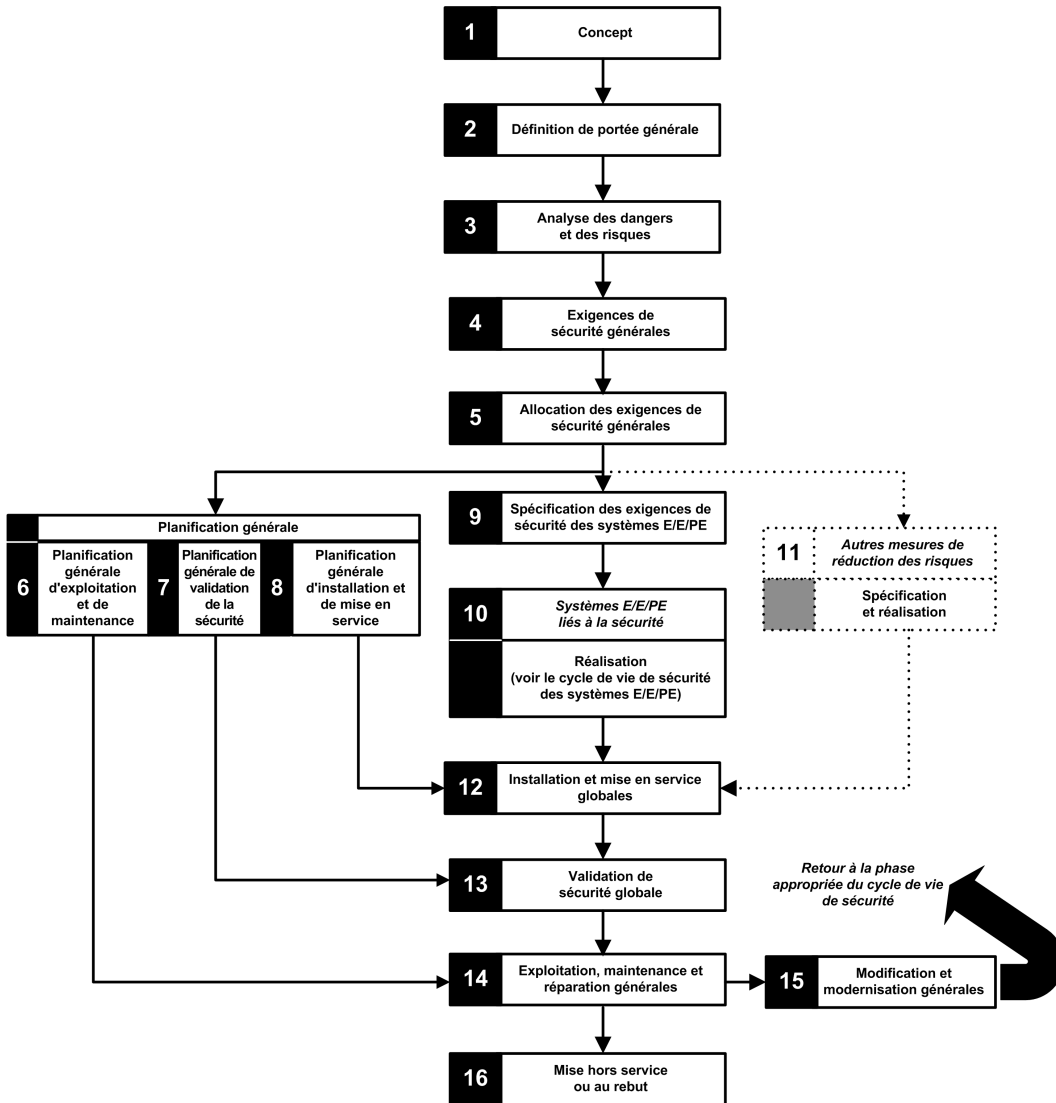 1
Concept
2
Définition de portée générale
3
Analyse des dangers
et des risques
4
Exigences de
sécurité générales
5
Allocation des exigences de
sécurité générales
Planification générale
6
Planification
générale
d'exploitation
et de
maintenance
7
Planification
générale de
validation
de la
sécurité
8
Planification
générale
d'installation et
de mise en
service
9
Spécification des exigences de
sécurité des systèmes E/E/PE
10
Systèmes E/E/PE
liés à la sécurité
Réalisation
(voir le cycle de vie de sécurité
des systèmes E/E/PE)
11
Autres mesures de
réduction des risques
Spécification
et réalisation
12
Installation et mise en service
globales
13
Validation de
sécurité globale
Retour à la phase
appropriée du cycle de vie
de sécurité
14
Exploitation, maintenance et
réparation générales
15
Modification et
modernisation générales
16
Mise hors service
ou au rebut